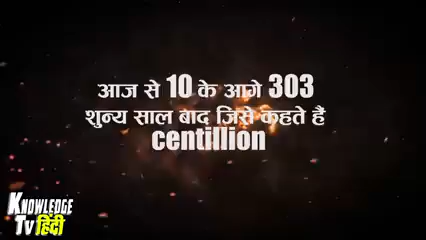 आज से 10 के आगे 303
शुन्य साल बाद जिसे कहते हैं
centillion
KNOWLEDGE
TV हिंदी